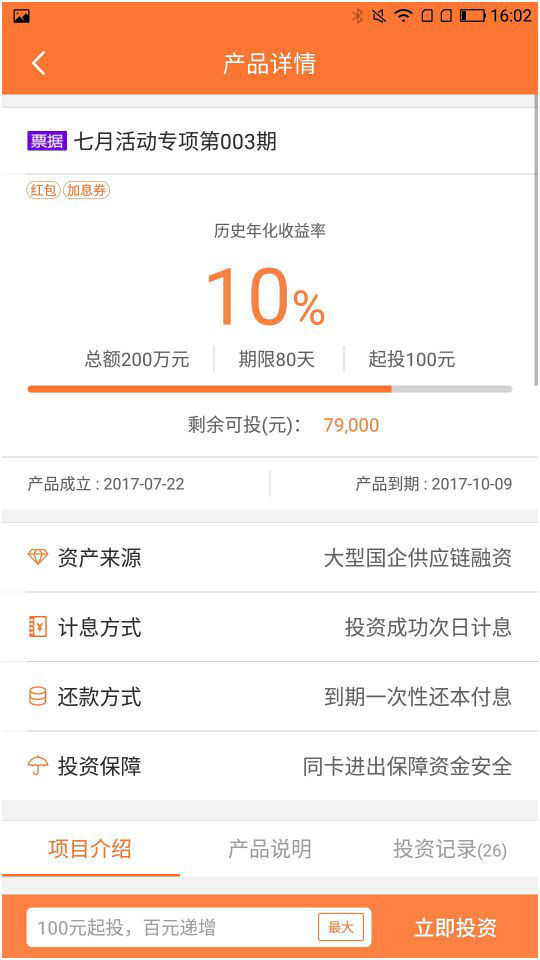 16:02
产品详情
票据 七月活动专项第003期
红包 加息券
历史年化收益率
10%
总额200万元 期限80天 起投100元
剩余可投(元)： 79,000
产品成立 : 2017-07-22 产品到期 : 2017-10-09
资产来源 大型国企供应链融资
计息方式 投资成功次日计息
还款方式 到期一次性还本付息
投资保障 同卡进出保障资金安全
项目介绍 产品说明 投资记录(26)
100元起投，百元递增 最大 立即投资